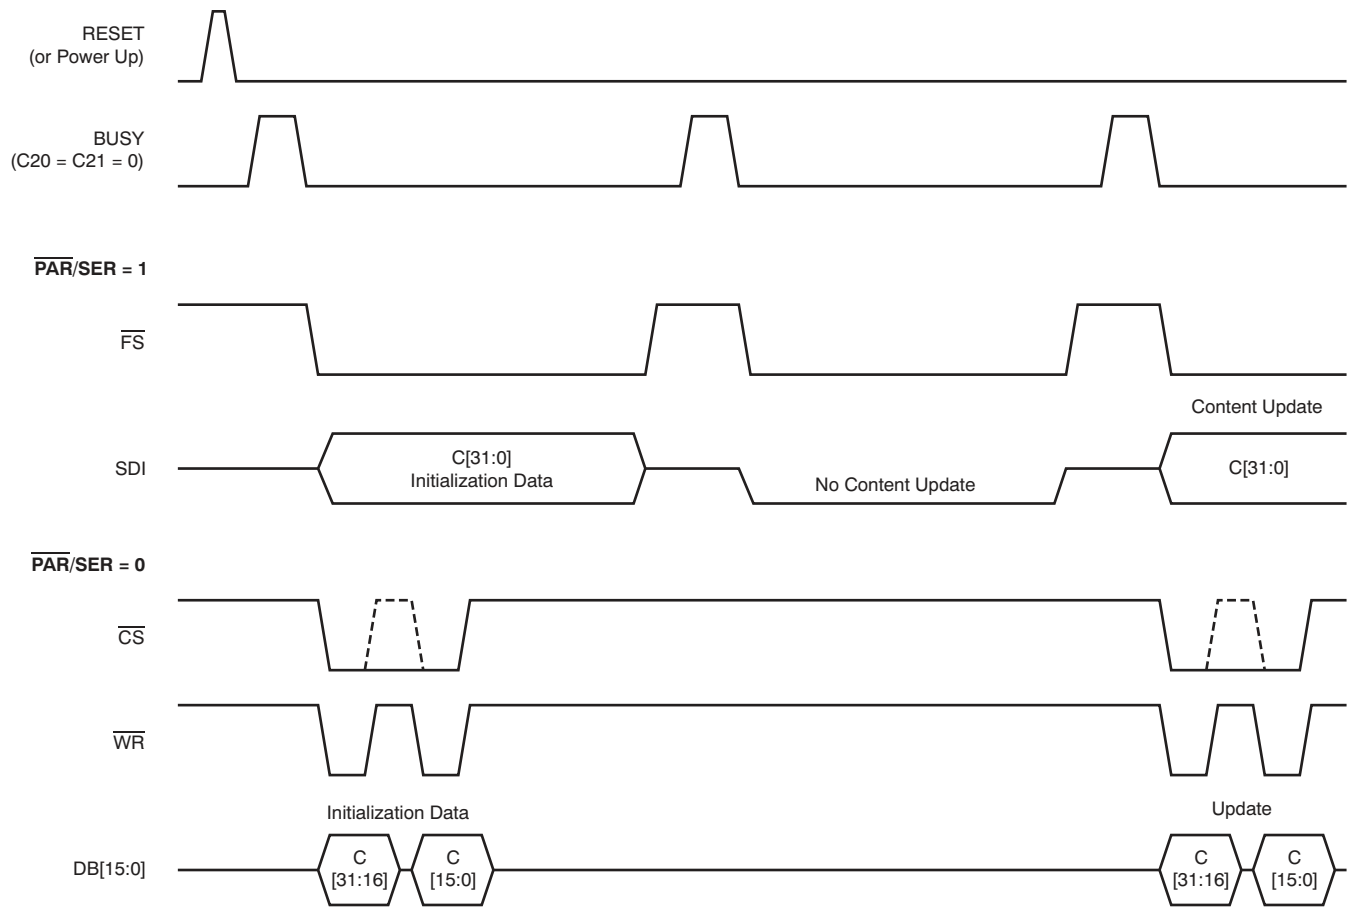 RESET
(or Power Up)
BUSY
(C20 = C21 = 0)
PAR/SER = 1
FS
Content Update
SDI
C[31:0]
Initialization Data
No Content Update
C[31:0]
PAR/SER = 0
CS
WR
Initialization Data
Update
DB[15:0]
C
[31:16]
C
[15:0]
C
[31:16]
C
[15:0]